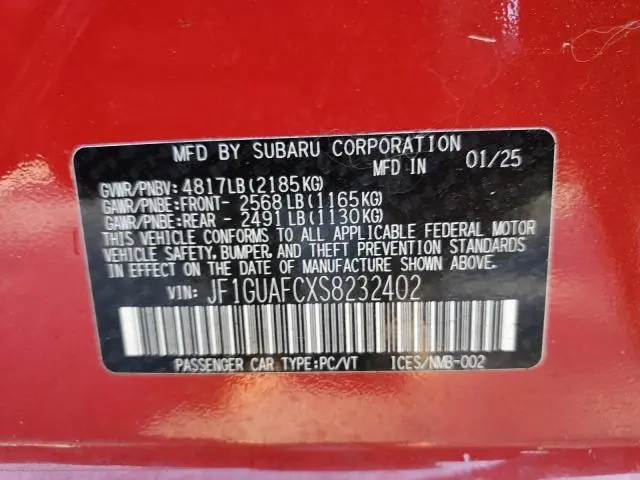 MFD BY SUBARU CORPORATION
MFD IN 01/25
GVWR/PNBV: 4817LB(2185KG)
GAWR/PNBE:FRONT- 2568LB(1165KG)
GAWR/PNBE:REAR - 2491LB(1130KG)
THIS VEHICLE CONFORMS TO ALL APPLICABLE FEDERAL MOTOR
VEHICLE SAFETY, BUMPER, AND THEFT PREVENTION STANDARDS
IN EFFECT ON THE DATE OF MANUFACTURE SHOWN ABOVE.
VIN: JF1GUAFCXS8232402
PASSENGER CAR TYPE:PC/VT ICES/NMB-002